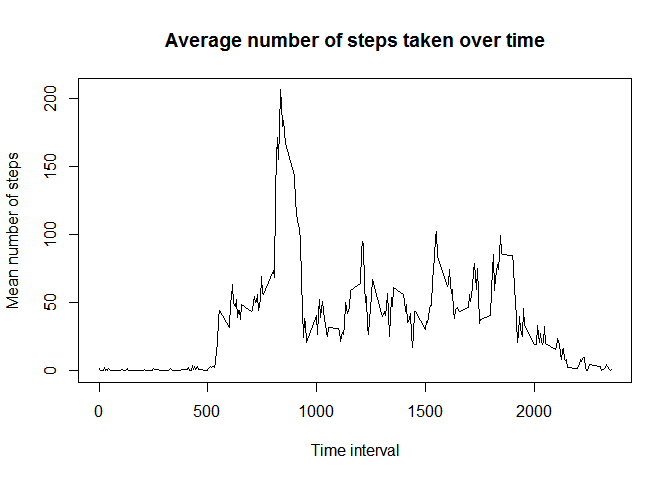 Average number of steps taken over time
Mean number of steps
200
150
100
50
0
0 500 1000 1500 2000
Time interval